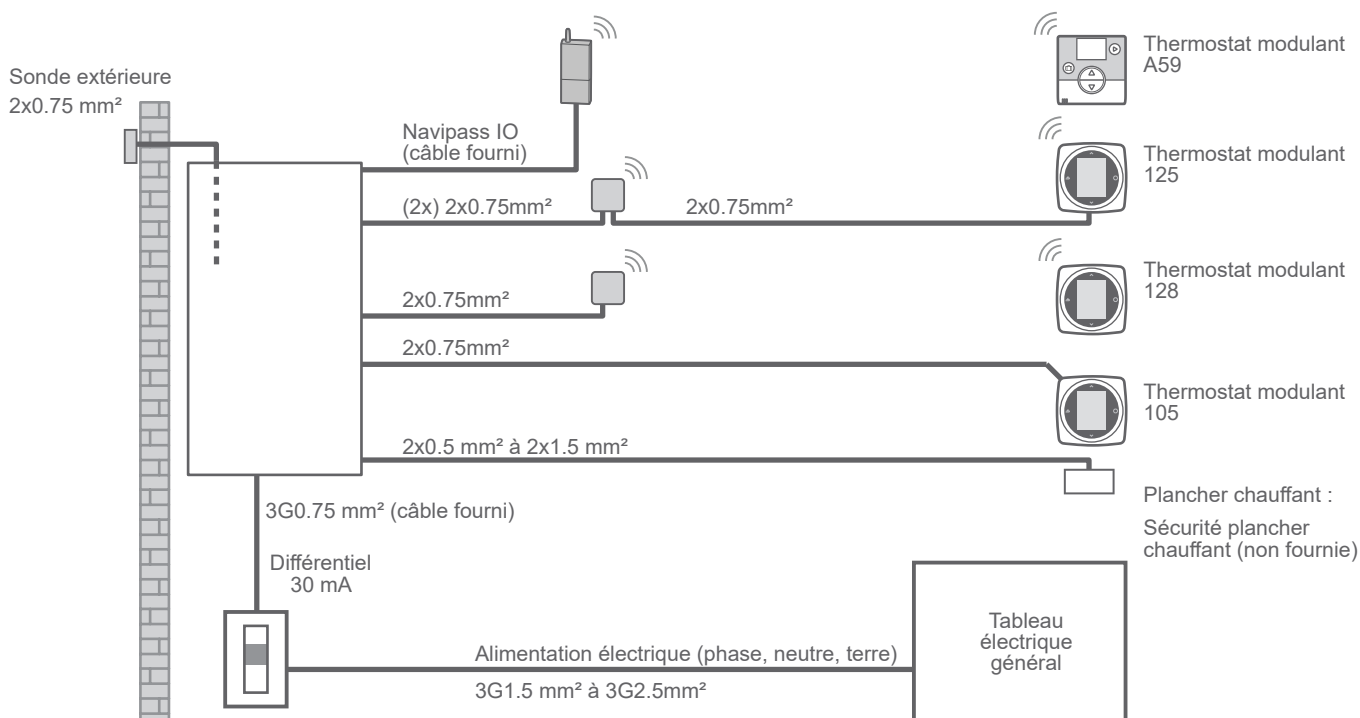 Sonde extérieure
2x0.75 mm²
Navipass IO
(câble fourni)
Thermostat modulant
A59
(2x) 2x0.75mm²
2x0.75mm²
Thermostat modulant
125
2x0.75mm²
Thermostat modulant
128
2x0.75mm²
Thermostat modulant
105
2x0.5 mm² à 2x1.5 mm²
Plancher chauffant :
Sécurité plancher
chauffant (non fournie)
3G0.75 mm² (câble fourni)
Différentiel
30 mA
Alimentation électrique (phase, neutre, terre)
3G1.5 mm² à 3G2.5mm²
Tableau
électrique
général